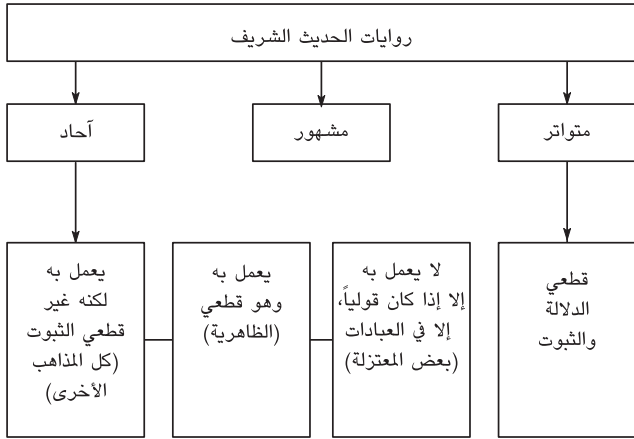 روايات الحديث الشريف
متواتر
مشهور
آحاد
قطعي
الدلالة
والثبوت
لا يعمل به
إلا إذا كان قولياً،
إلا في العبادات
(بعض المعتزلة)
يعمل به
وهو قطعي
(الظاهرية)
يعمل به
لكنه غير
قطعي الثبوت
(كل المذاهب
الأخرى)